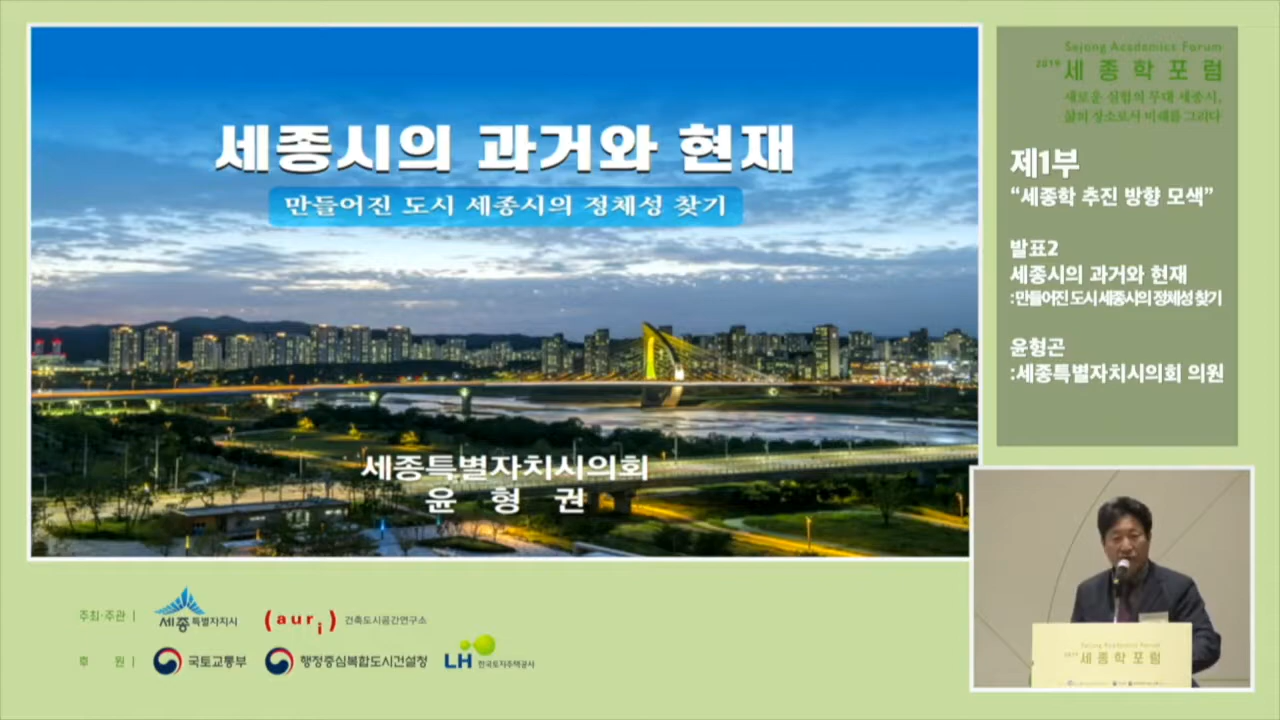 세종시의 과거와 현재
만들어진 도시 세종시의 정체성 찾기
세종특별자치시의회
윤 형 권
Sejong Academics Forum
2019 세종학포럼
새로운 실험의 무대 세종시,
삶의 장소로서 미래를 그리다
제1부
“세종학 추진 방향 모색”
발표2
세종시의 과거와 현재
:만들어진 도시 세종시의 정체성 찾기
윤형곤
:세종특별자치시의회 의원
주최·주관 | 세종특별자치시 (auri) 건축도시공간연구소
후 원 | 국토교통부 행정중심복합도시건설청 LH 한국토지주택공사
Sejong Academics Forum
2019 세종학포럼